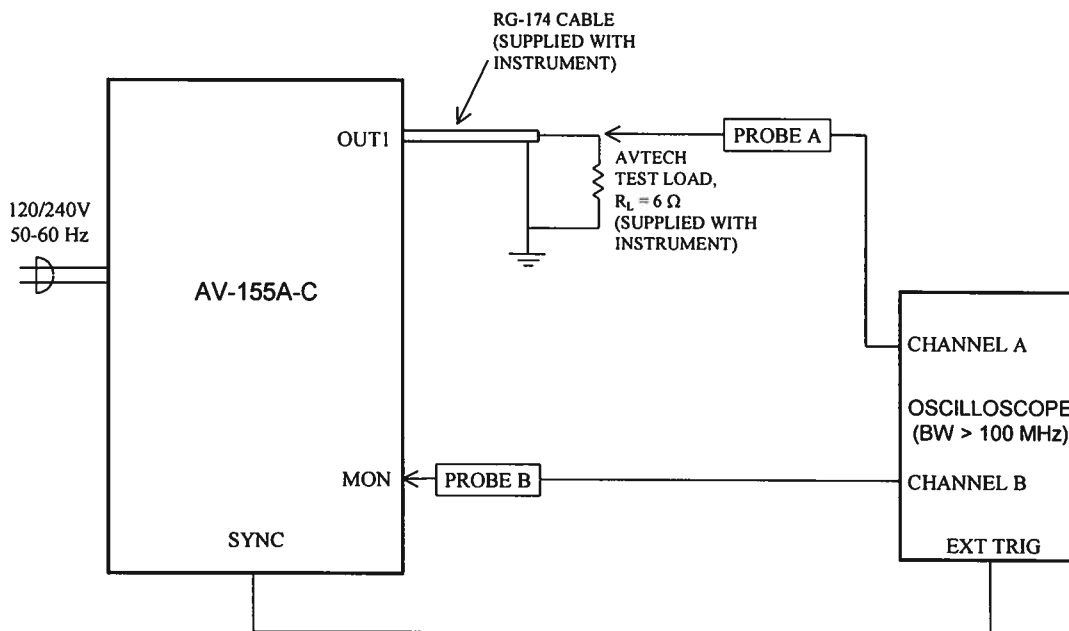 RG-174 CABLE
(SUPPLIED WITH
INSTRUMENT)
OUT1
PROBE A
AVTECH
TEST LOAD,
R_L = 6 Ω
(SUPPLIED WITH
INSTRUMENT)
120/240V
50-60 Hz
AV-155A-C
CHANNEL A
OSCILLOSCOPE
(BW > 100 MHz)
MON
PROBE B
CHANNEL B
SYNC
EXT TRIG